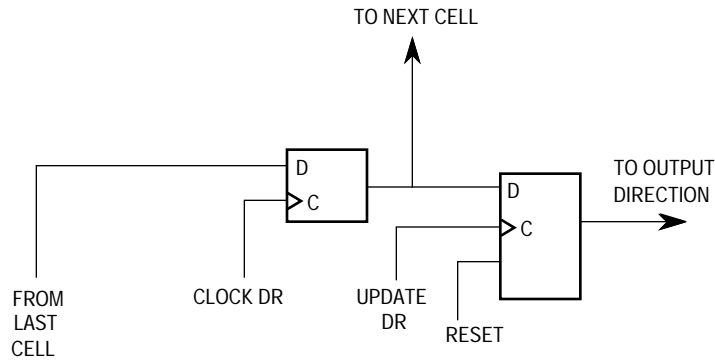 TO NEXT CELL
D
C
TO OUTPUT
DIRECTION
D
C
FROM
LAST
CELL
CLOCK DR
UPDATE
DR
RESET